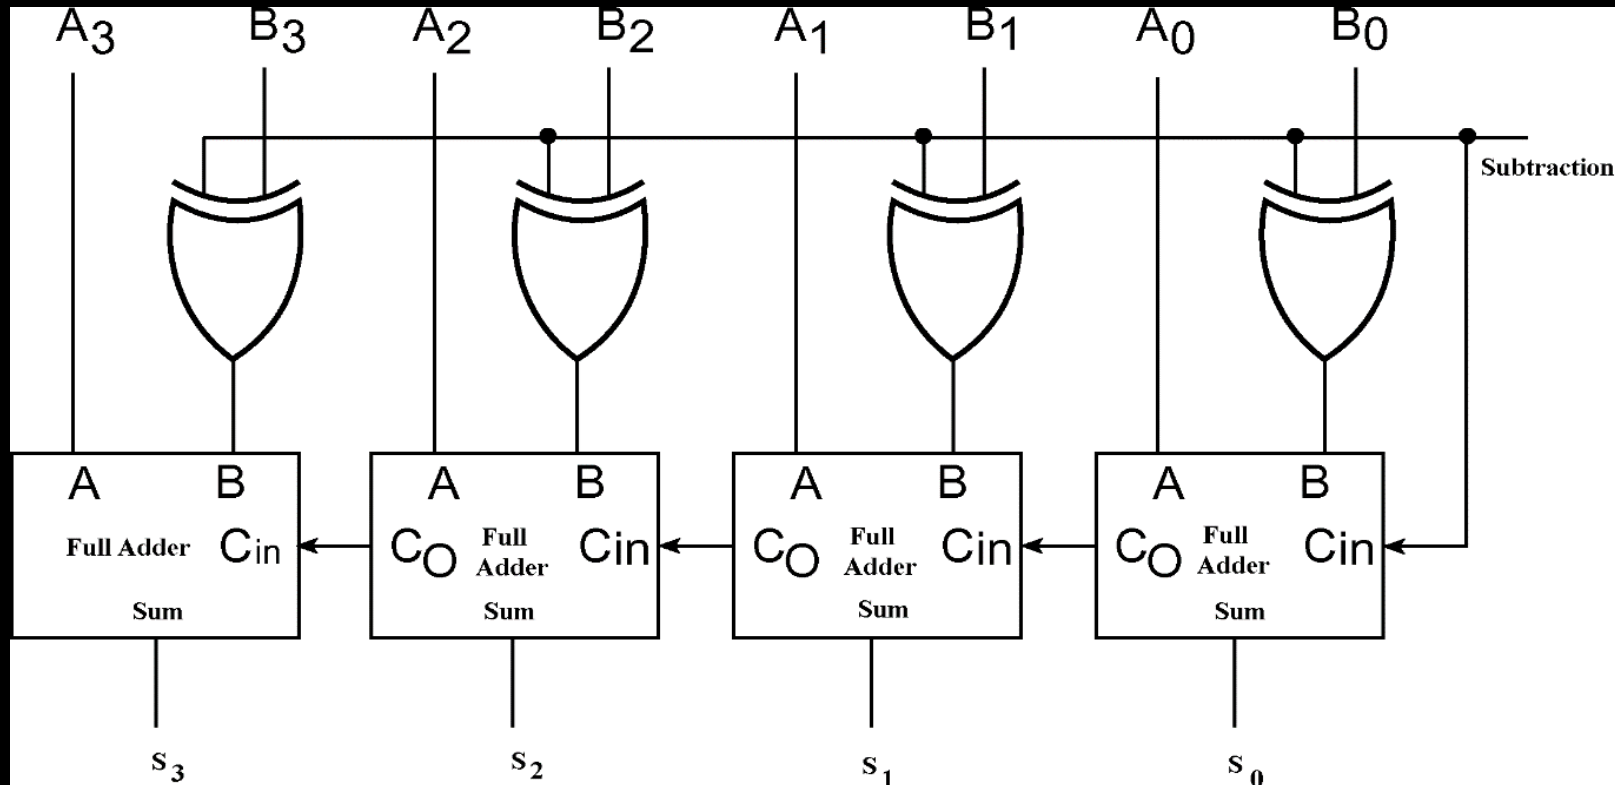 A3 B3 A2 B2 A1 B1 A0 B0
Subtraction
A B A B A B A B
Full Adder Cin CO Full Adder Cin CO Full Adder Cin CO Full Adder Cin
Sum Sum Sum Sum
s3 s2 s1 s0